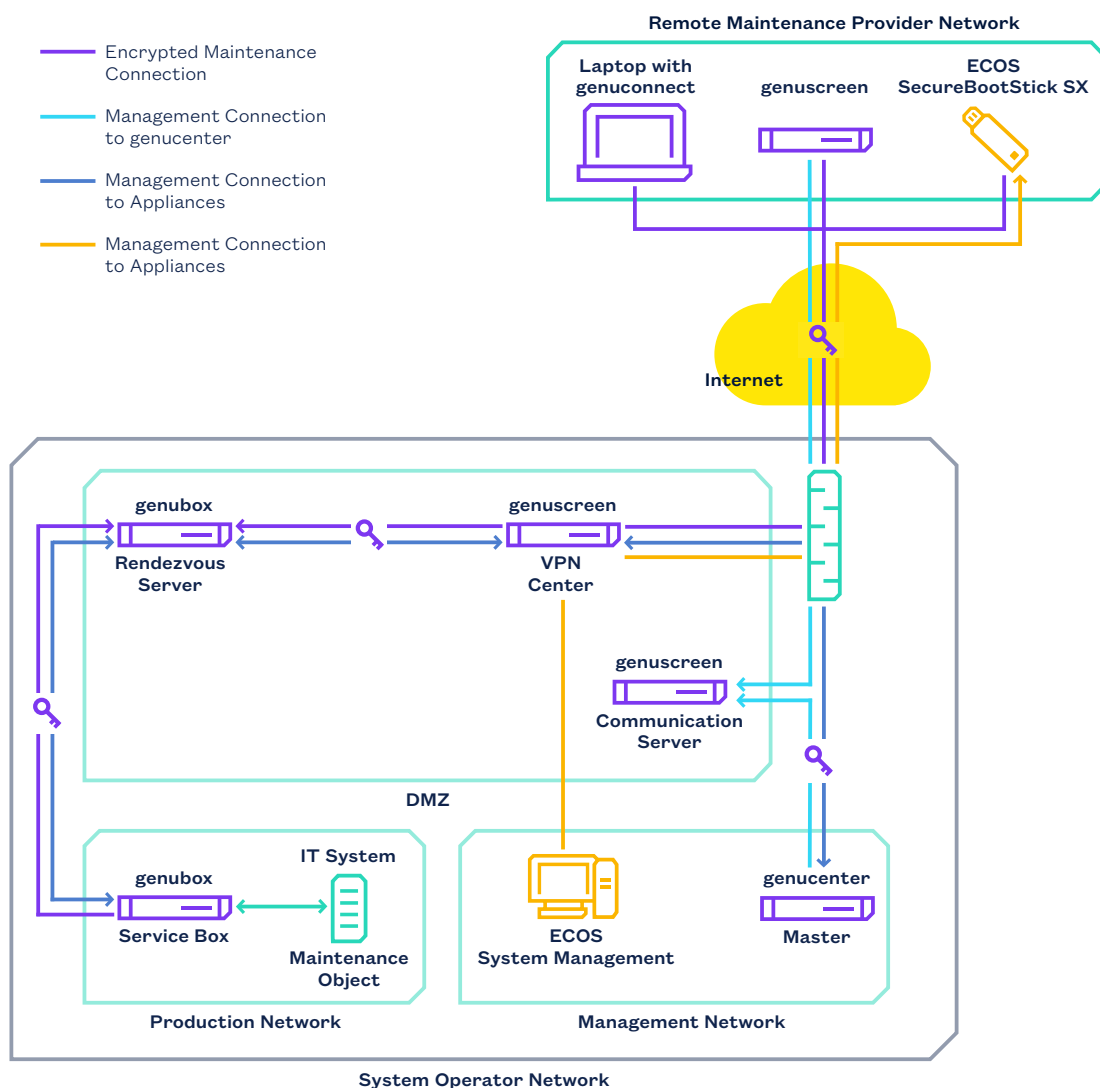 Remote Maintenance Provider Network
Encrypted Maintenance
Connection
Management Connection
to genucenter
Management Connection
to Appliances
Management Connection
to Appliances
Laptop with
genuconnect
genuscreen
ECOS
SecureBootStick SX
Internet
genubox
Rendezvous
Server
genuscreen
VPN
Center
genuscreen
Communication
Server
DMZ
genubox
Service Box
IT System
Maintenance
Object
Production Network
ECOS
System Management
genucenter
Master
Management Network
System Operator Network